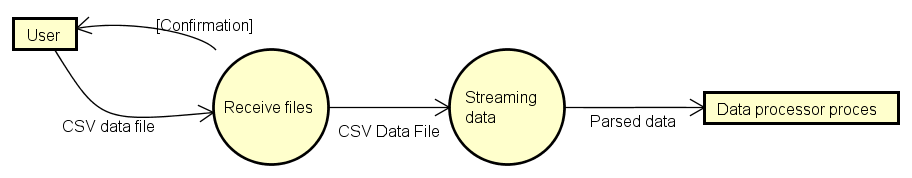 [Confirmation]
User
Receive files
Streaming
data
Data processor proces
CSV data file
CSV Data File
Parsed data